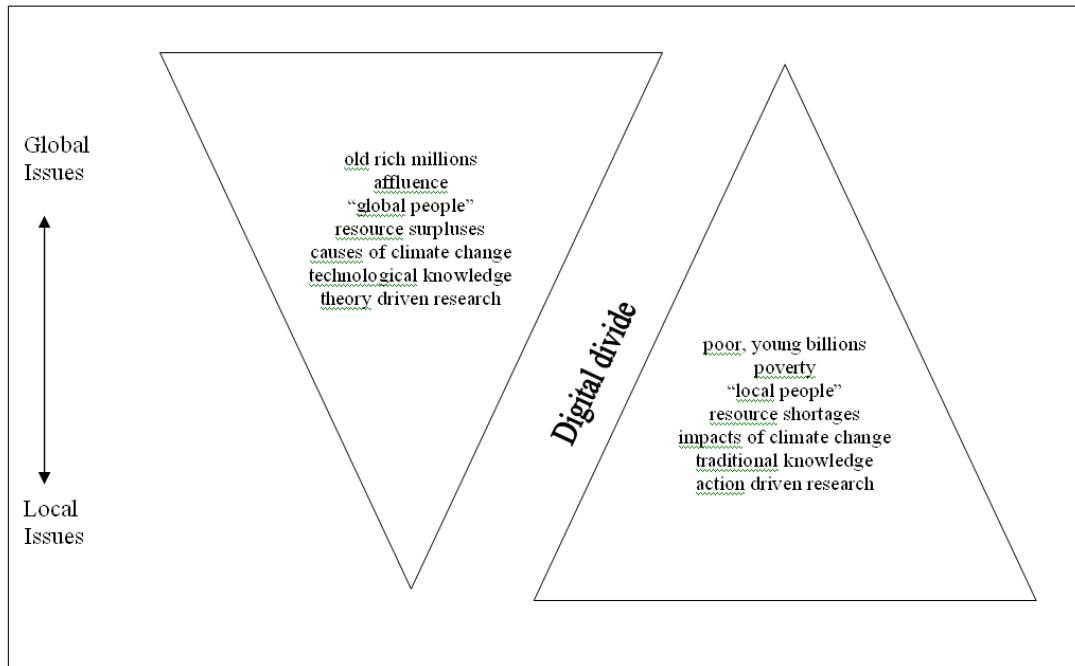 Global
Issues
old rich millions
affluence
“global people”
resource surpluses
causes of climate change
technological knowledge
theory driven research
Digital divide
poor, young billions
poverty
“local people”
resource shortages
impacts of climate change
traditional knowledge
action driven research
Local
Issues